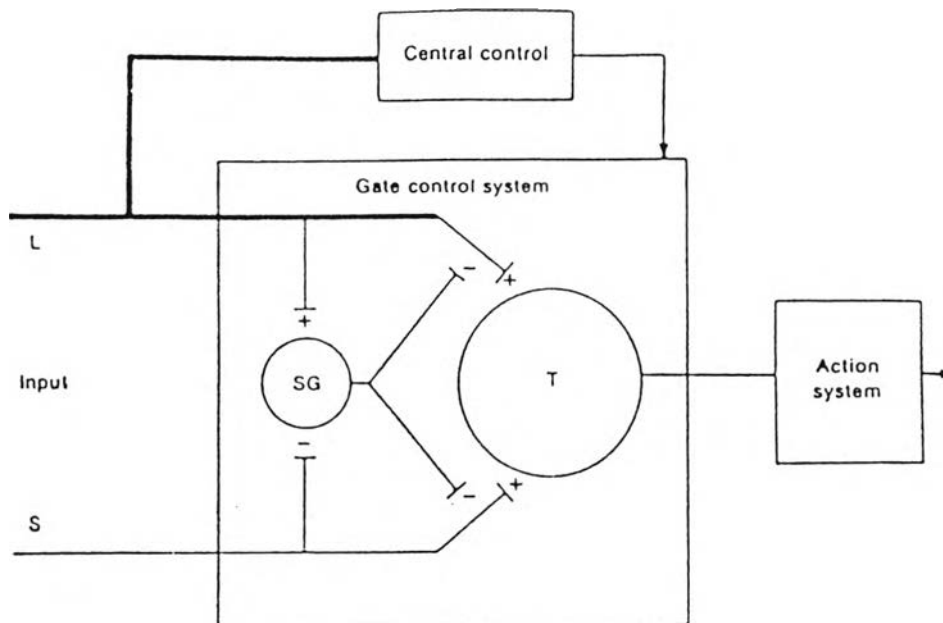 Central control
Gate control system
L
- +
+
Input
SG
T
Action
system
-
- +
S